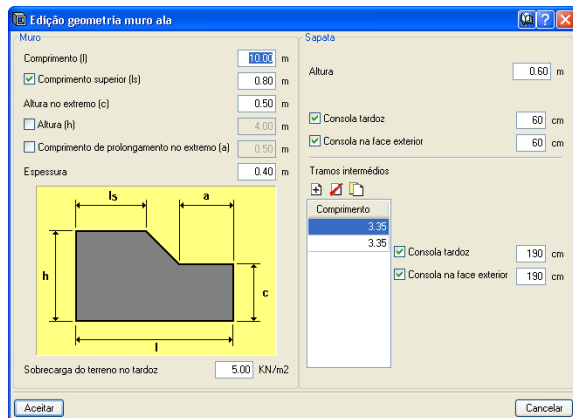 Edição geometria muro ala
Muro
Comprimento (l) 10.00 m
Comprimento superior (ls) 0.80 m
Altura no extremo (c) 0.50 m
Altura (h) 4.00 m
Comprimento de prolongamento no extremo (a) 0.50 m
Espessura 0.40 m
ls a
h c
l
Sobrecarga do terreno no tardoz 5.00 KN/m2
Sapata
Altura 0.60 m
Consola tardoz 60 cm
Consola na face exterior 60 cm
Tramos intermédios
Comprimento
3.35
3.35
Consola tardoz 190 cm
Consola na face exterior 190 cm
Aceitar Cancelar